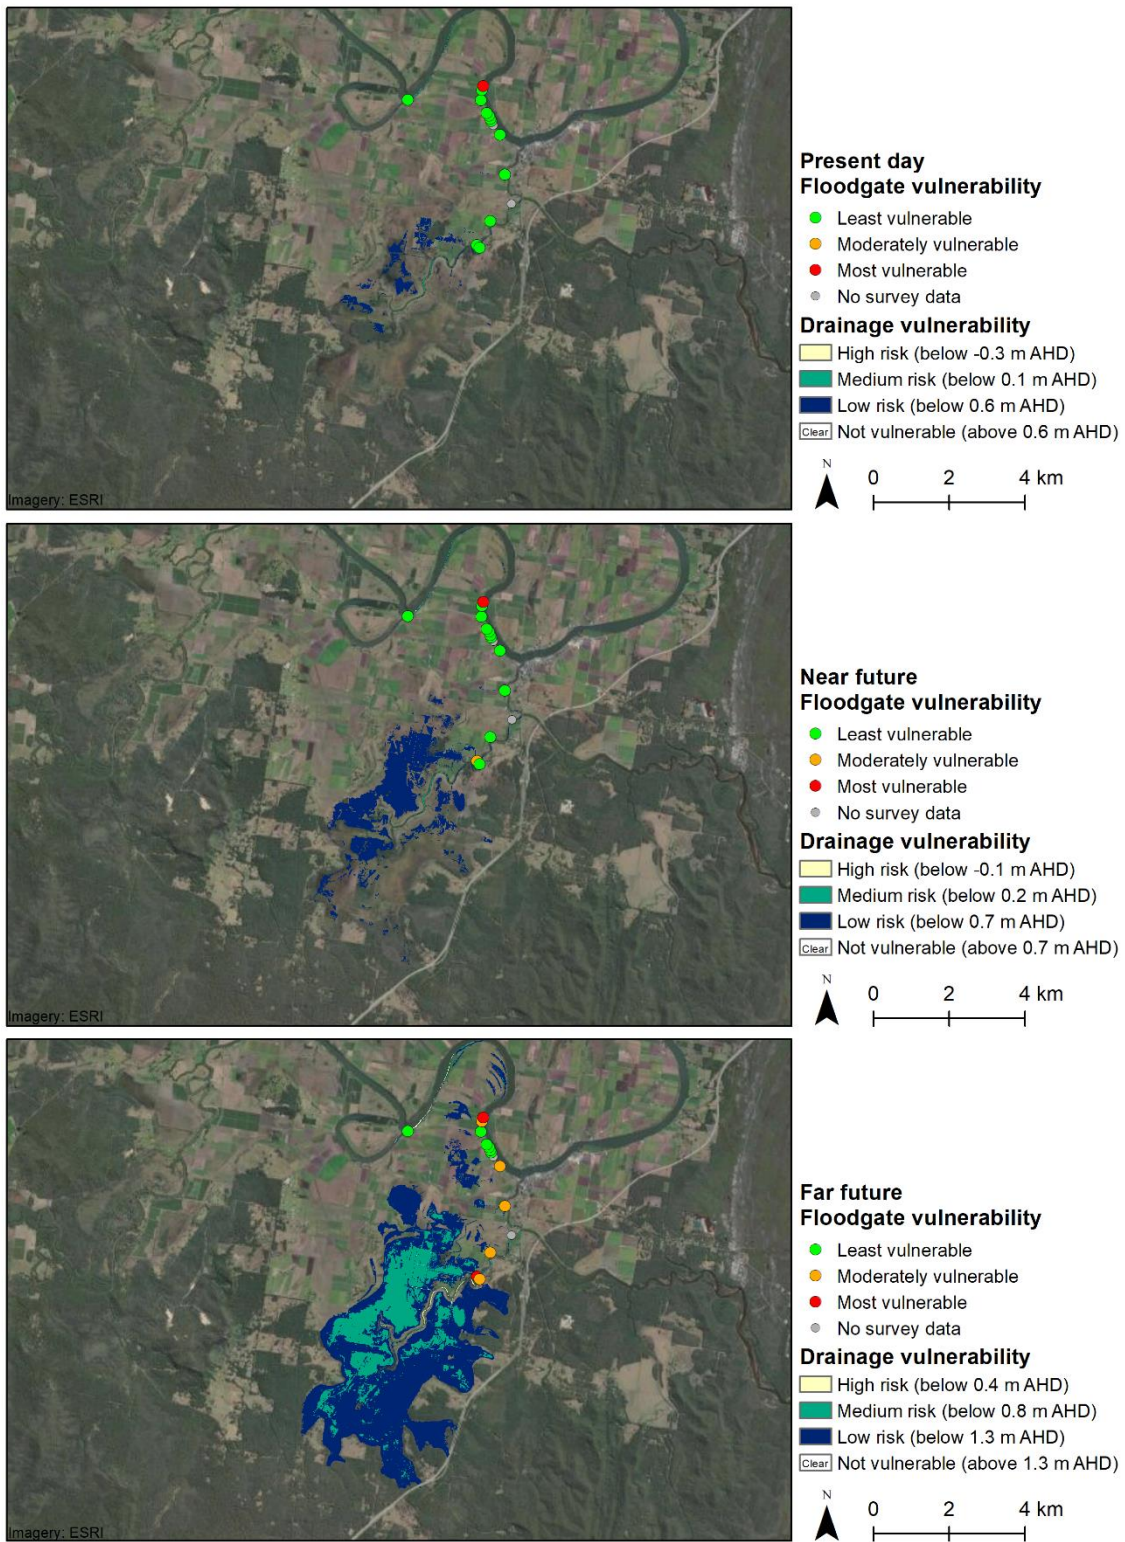 Present day
Floodgate vulnerability
Least vulnerable
Moderately vulnerable
Most vulnerable
No survey data
Drainage vulnerability
High risk (below -0.3 m AHD)
Medium risk (below 0.1 m AHD)
Low risk (below 0.6 m AHD)
Clear Not vulnerable (above 0.6 m AHD)
N
0 2 4 km
Imagery: ESRI
Near future
Floodgate vulnerability
Least vulnerable
Moderately vulnerable
Most vulnerable
No survey data
Drainage vulnerability
High risk (below -0.1 m AHD)
Medium risk (below 0.2 m AHD)
Low risk (below 0.7 m AHD)
Clear Not vulnerable (above 0.7 m AHD)
N
0 2 4 km
Imagery: ESRI
Far future
Floodgate vulnerability
Least vulnerable
Moderately vulnerable
Most vulnerable
No survey data
Drainage vulnerability
High risk (below 0.4 m AHD)
Medium risk (below 0.8 m AHD)
Low risk (below 1.3 m AHD)
Clear Not vulnerable (above 1.3 m AHD)
N
0 2 4 km
Imagery: ESRI